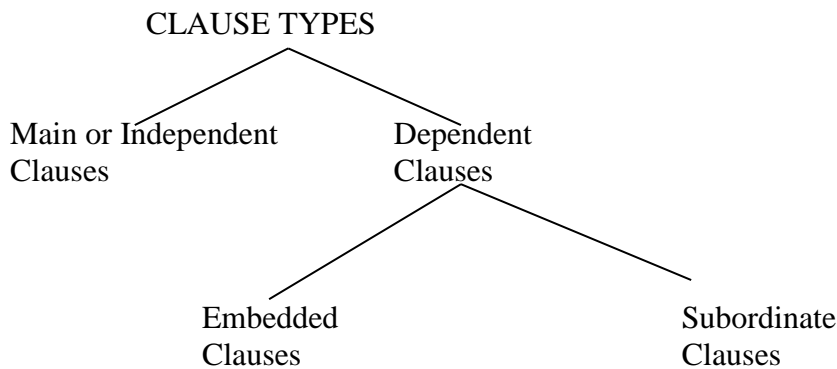 CLAUSE TYPES
Main or Independent
Clauses
Dependent
Clauses
Embedded
Clauses
Subordinate
Clauses